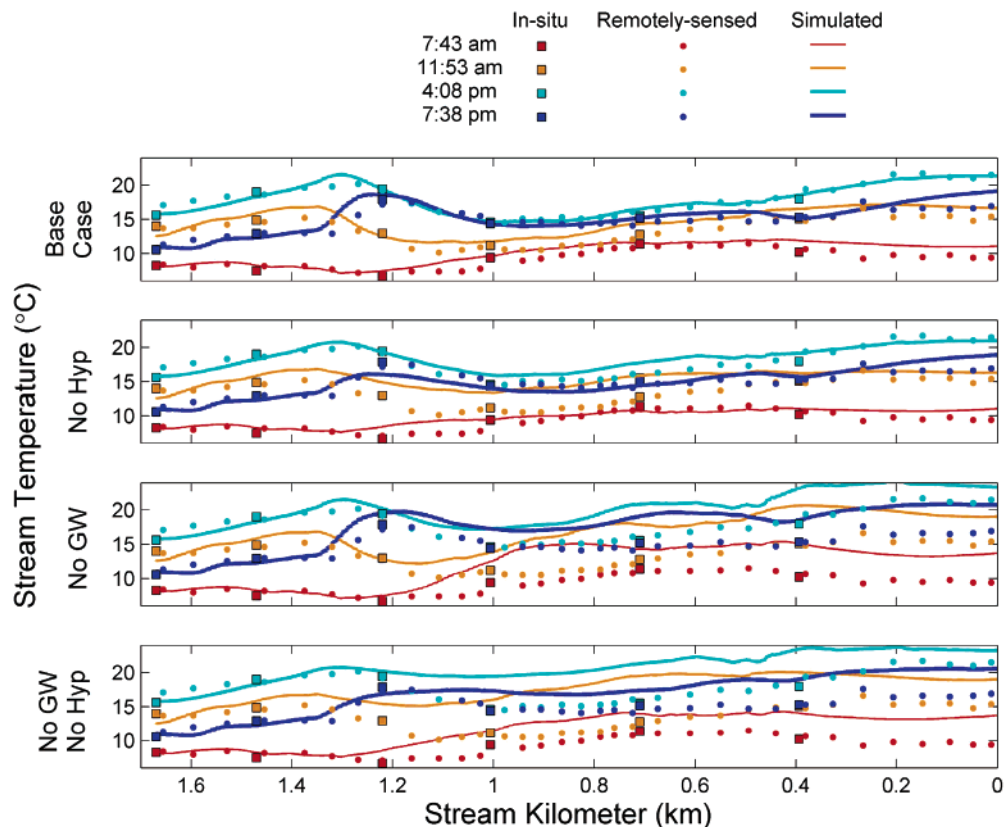 In-situ Remotely-sensed Simulated
7:43 am
11:53 am
4:08 pm
7:38 pm
Stream Temperature (°C)
Base
Case
20
15
10
No Hyp
20
15
10
No GW
20
15
10
No GW
No Hyp
20
15
10
1.6 1.4 1.2 1 0.8 0.6 0.4 0.2 0
Stream Kilometer (km)